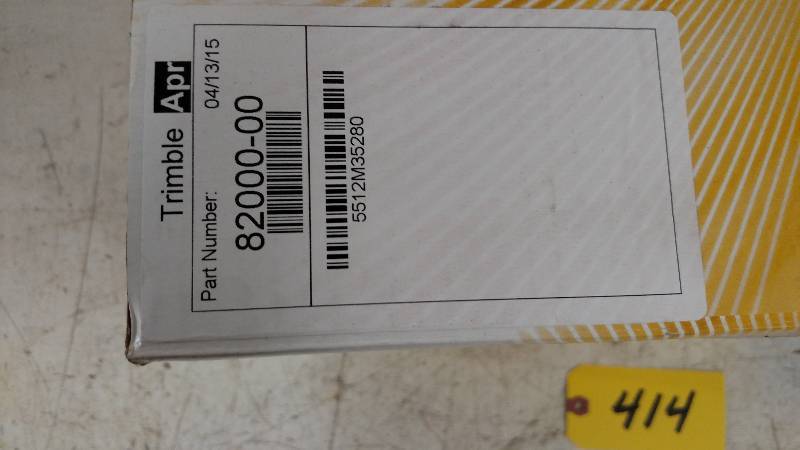 Trimble Apr
Part Number: 04/13/15
82000-00
5512M35280
414